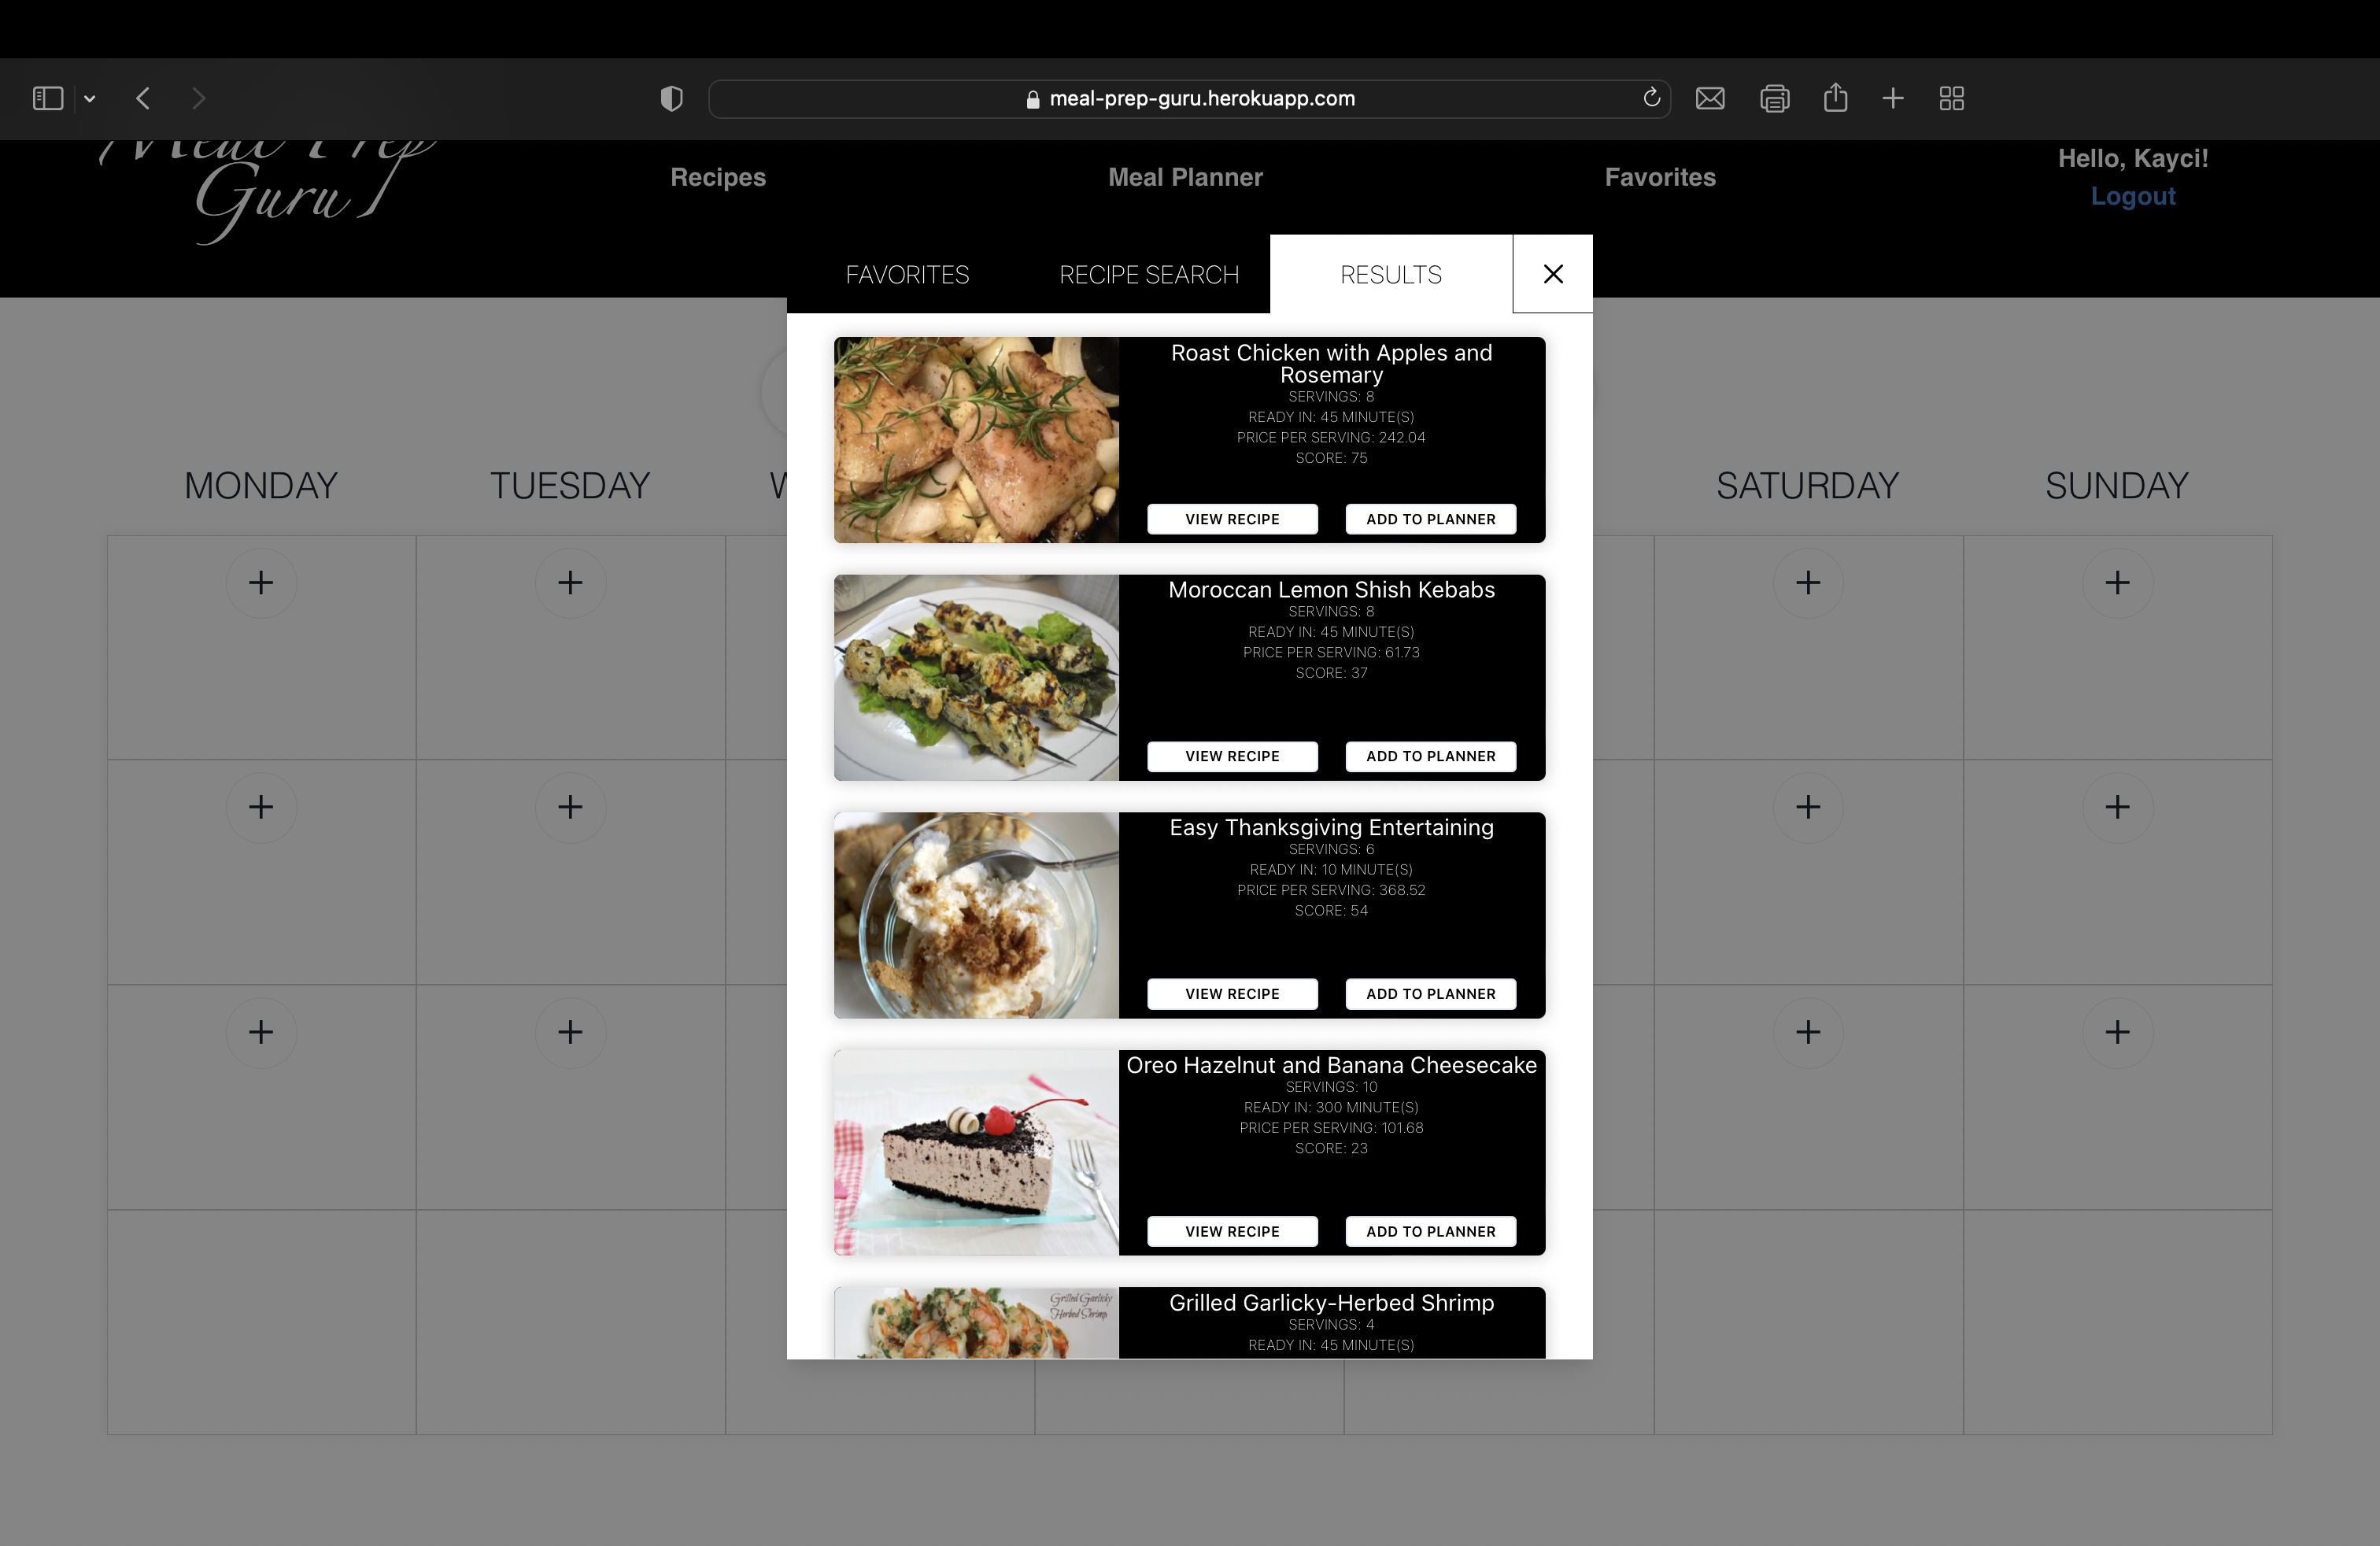 meal-prep-guru.herokuapp.com
Meal Prep
Guru
Recipes
Meal Planner
Favorites
Hello, Kayci!
Logout
FAVORITES
RECIPE SEARCH
RESULTS
MONDAY
TUESDAY
W
SATURDAY
SUNDAY
Roast Chicken with Apples and
Rosemary
SERVINGS: 8
READY IN: 45 MINUTE(S)
PRICE PER SERVING: 242.04
SCORE: 75
VIEW RECIPE
ADD TO PLANNER
Moroccan Lemon Shish Kebabs
SERVINGS: 8
READY IN: 45 MINUTE(S)
PRICE PER SERVING: 61.73
SCORE: 37
VIEW RECIPE
ADD TO PLANNER
Easy Thanksgiving Entertaining
SERVINGS: 6
READY IN: 10 MINUTE(S)
PRICE PER SERVING: 368.52
SCORE: 54
VIEW RECIPE
ADD TO PLANNER
Oreo Hazelnut and Banana Cheesecake
SERVINGS: 10
READY IN: 300 MINUTE(S)
PRICE PER SERVING: 101.68
SCORE: 23
VIEW RECIPE
ADD TO PLANNER
Grilled Garlicky
Herbed Shrimp
Grilled Garlicky-Herbed Shrimp
SERVINGS: 4
READY IN: 45 MINUTE(S)